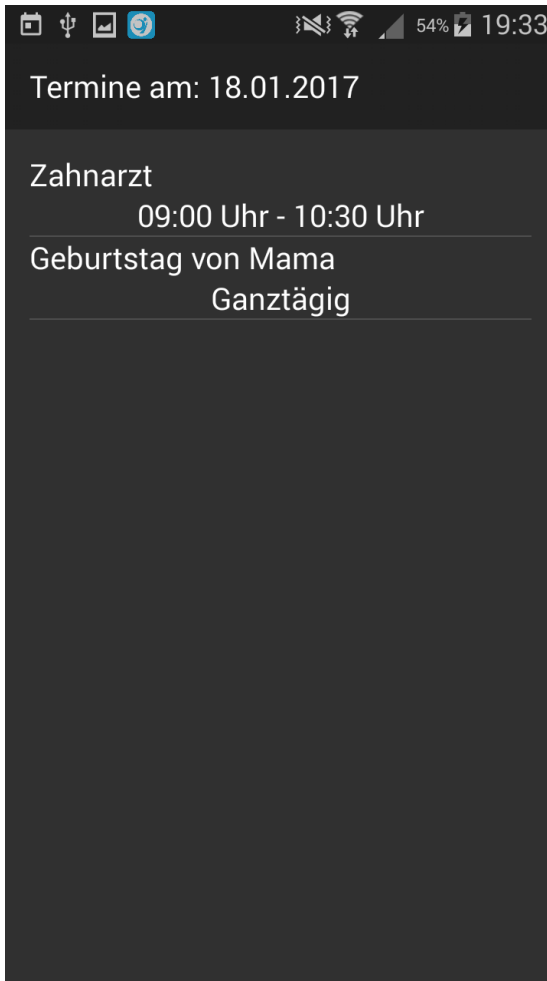 54% 19:33
Termine am: 18.01.2017
Zahnarzt
09:00 Uhr - 10:30 Uhr
Geburtstag von Mama
Ganztägig